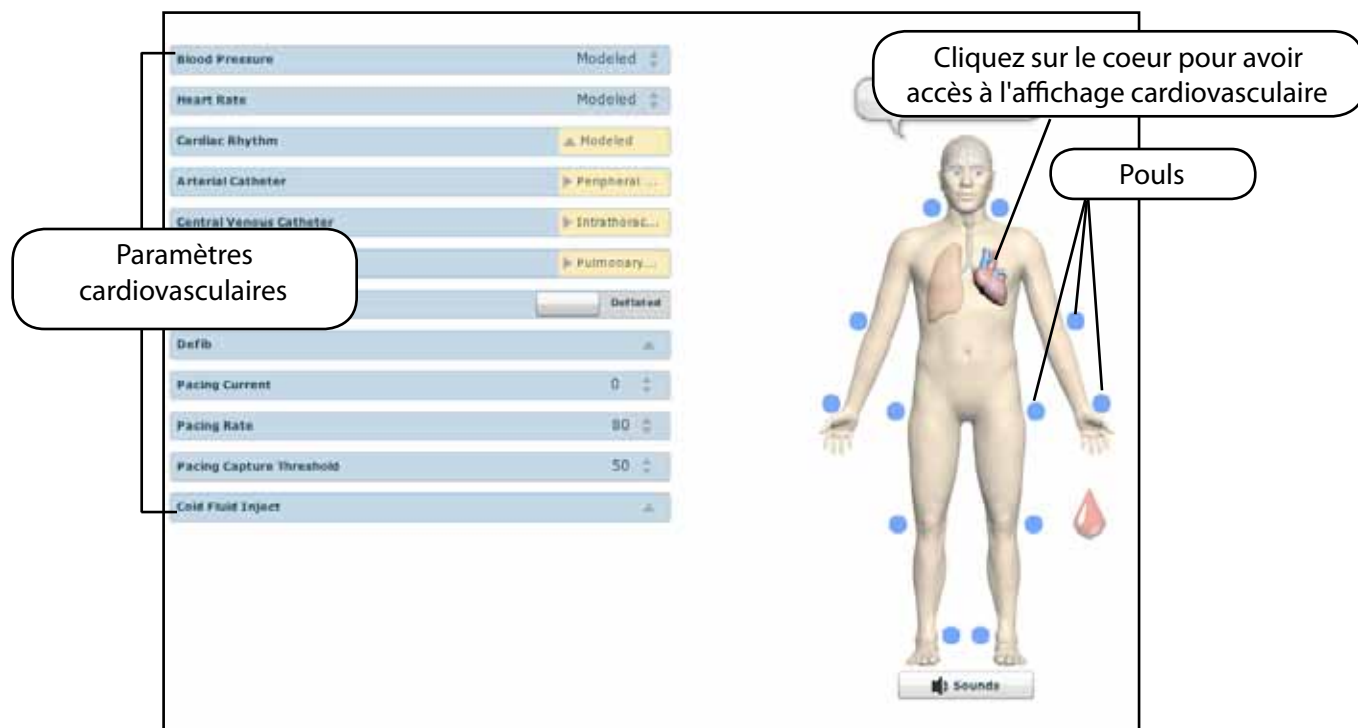 Blood Pressure Modeled
Heart Rate Modeled
Cardiac Rhythm Modeled
Arterial Catheter Peripheral ...
Central Venous Catheter Intrathorac...
Pulmonary...
Deflated
Defib
Pacing Current 0
Pacing Rate 80
Pacing Capture Threshold 50
Cold Fluid Inject
Paramètres
cardiovasculaires
Cliquez sur le coeur pour avoir
accès à l'affichage cardiovasculaire
Pouls
Sounds